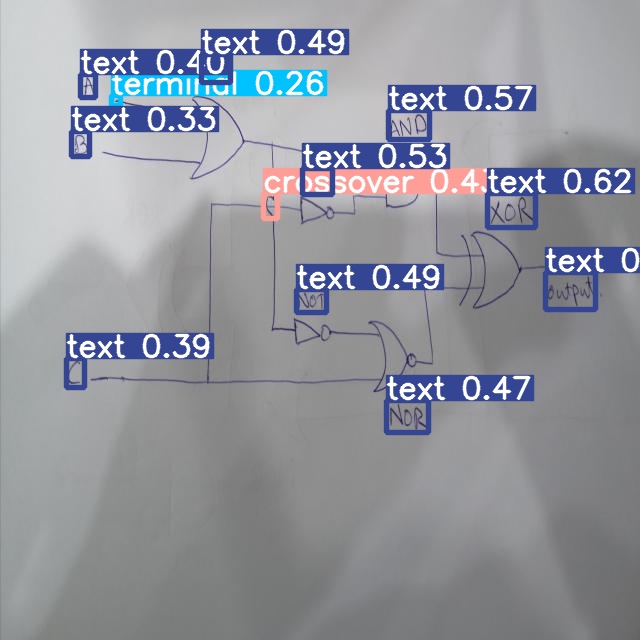 text 0.49
text 0.40
terminal 0.26
A
text 0.57
text 0.33
AND
B
text 0.53
crossover 0.4
text 0.62
XOR
text 0
text 0.49
output
NOT
text 0.39
C
text 0.47
NOR